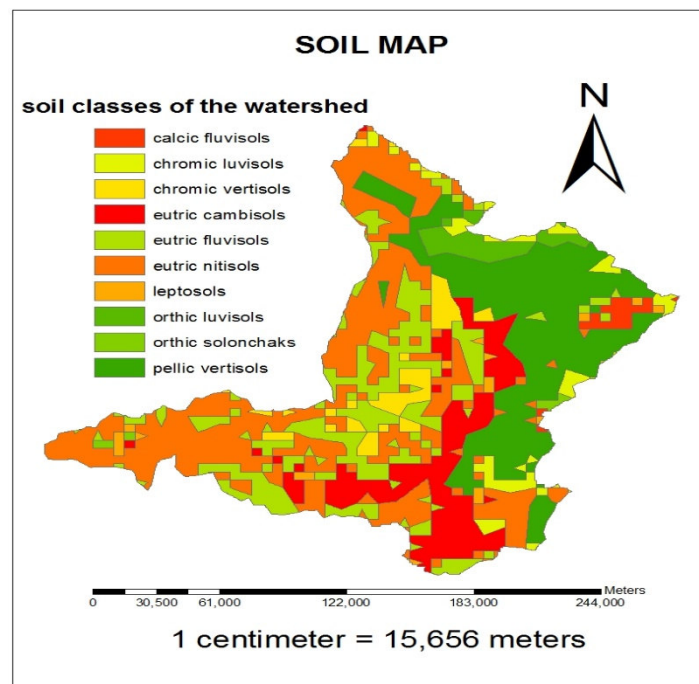 SOIL MAP
N
soil classes of the watershed
calcic fluvisols
chromic luvisols
chromic vertisols
eutric cambisols
eutric fluvisols
eutric nitisols
leptosols
orthic luvisols
orthic solonchaks
pellic vertisols
Meters
0 30,500 61,000 122,000 183,000 244,000
1 centimeter = 15,656 meters